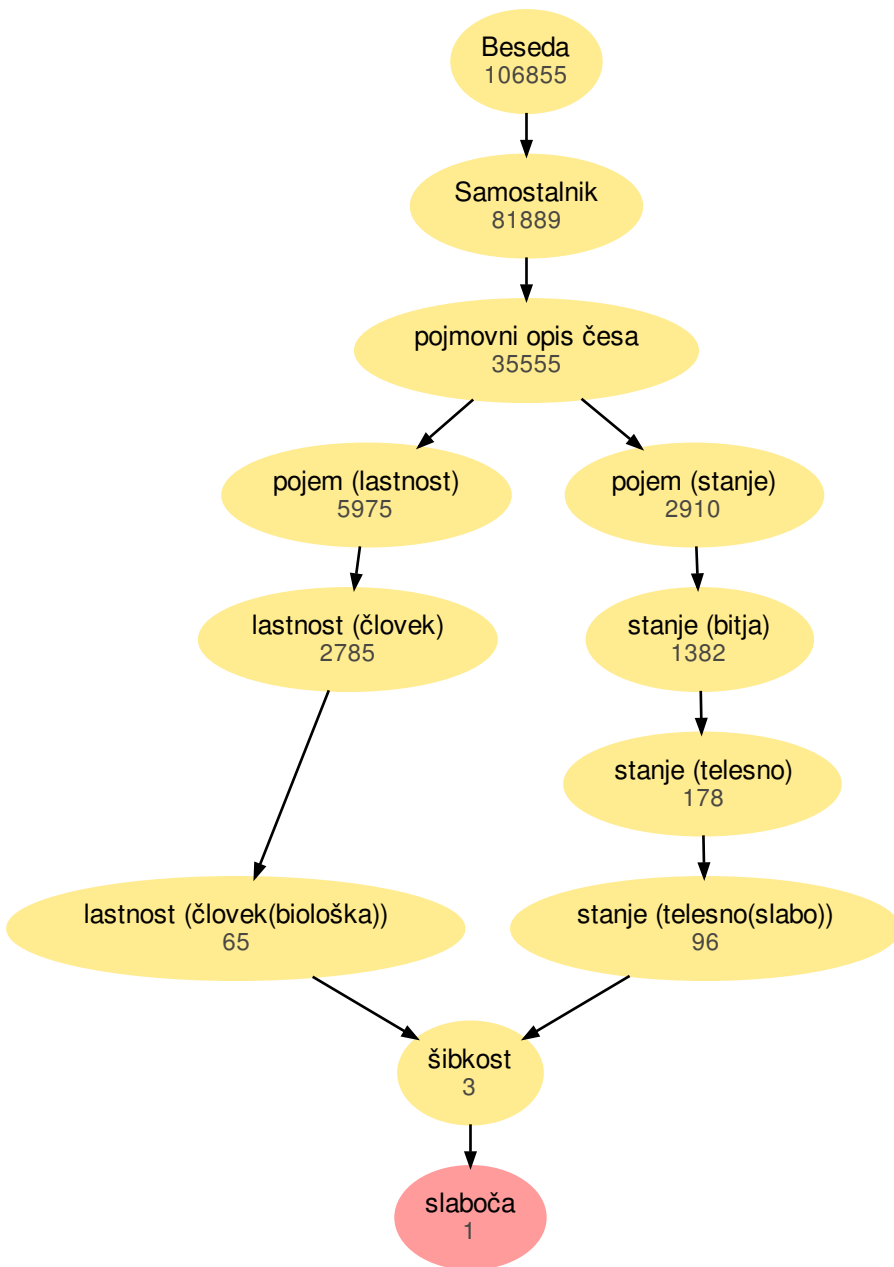 Beseda
106855
Samostalnik
81889
pojmovni opis česa
35555
pojem (lastnost)
5975
pojem (stanje)
2910
lastnost (človek)
2785
stanje (bitja)
1382
stanje (telesno)
178
lastnost (človek(biološka))
65
stanje (telesno(slabo))
96
šibkost
3
slaboča
1